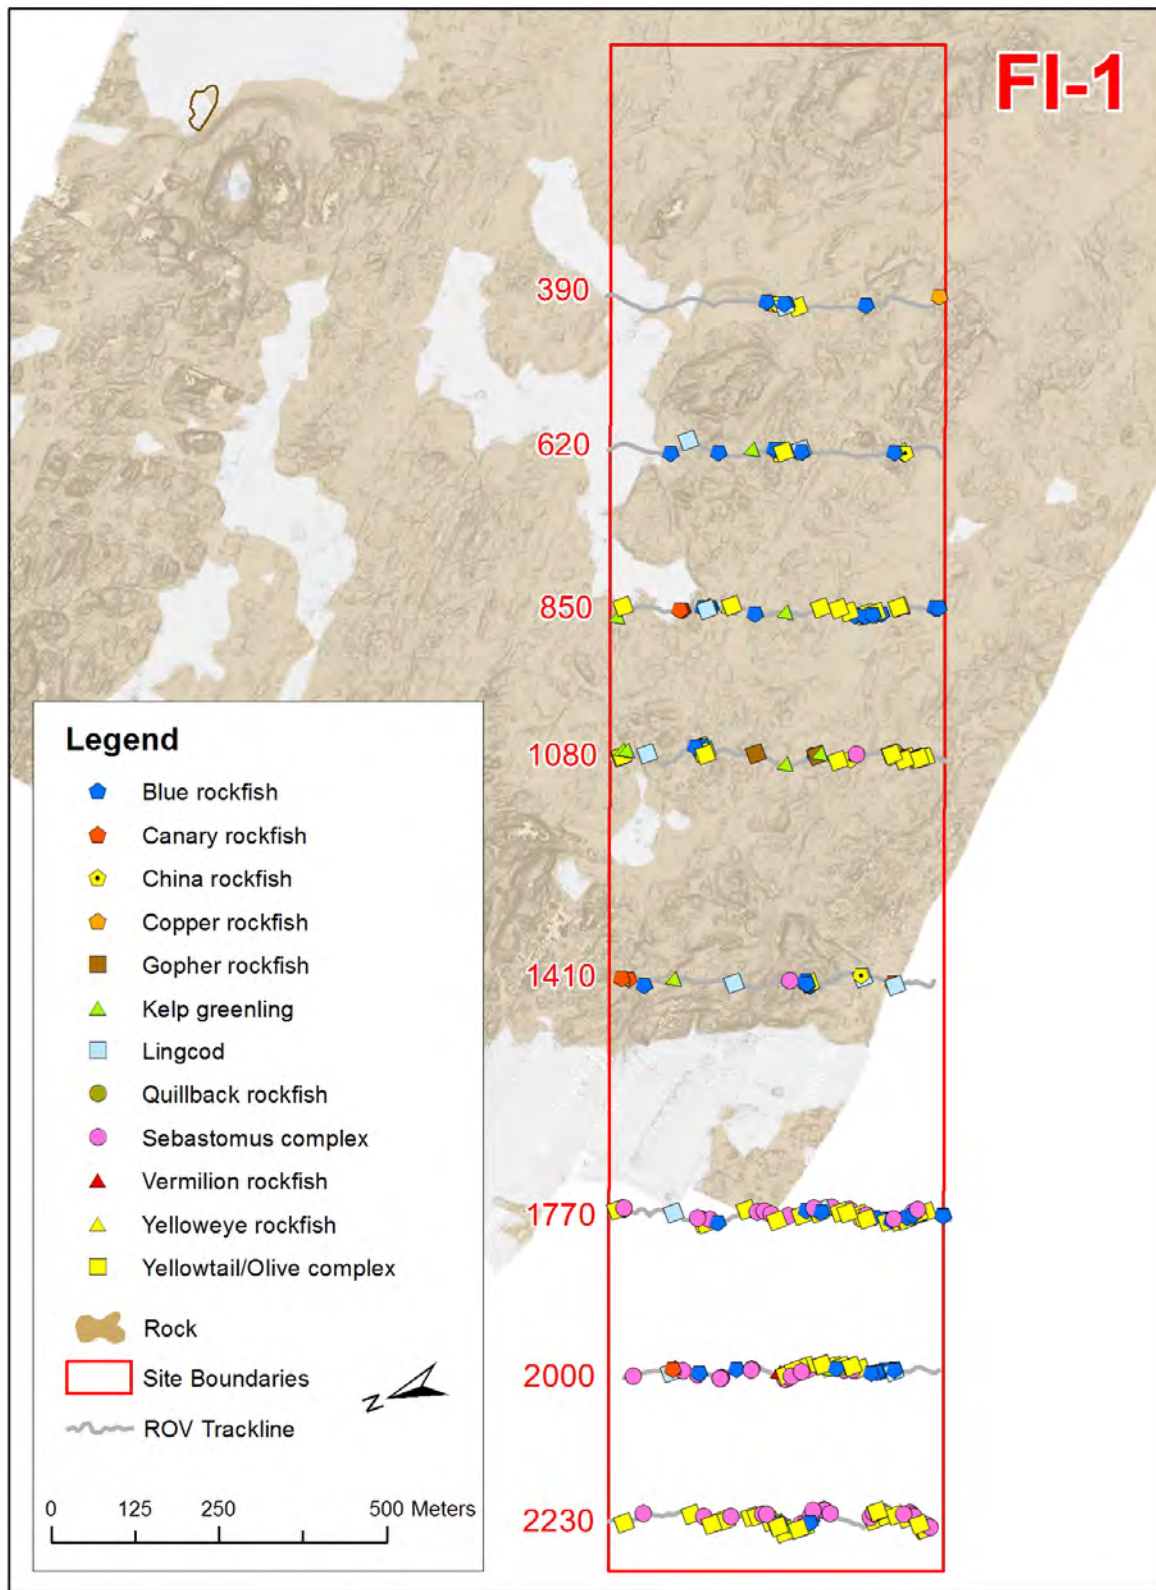 FI-1
390
620
850
1080
1410
1770
2000
2230
Legend
Blue rockfish
Canary rockfish
China rockfish
Copper rockfish
Gopher rockfish
Kelp greenling
Lingcod
Quillback rockfish
Sebastomus complex
Vermilion rockfish
Yelloweye rockfish
Yellowtail/Olive complex
Rock
Site Boundaries
ROV Trackline
N
0 125 250 500 Meters